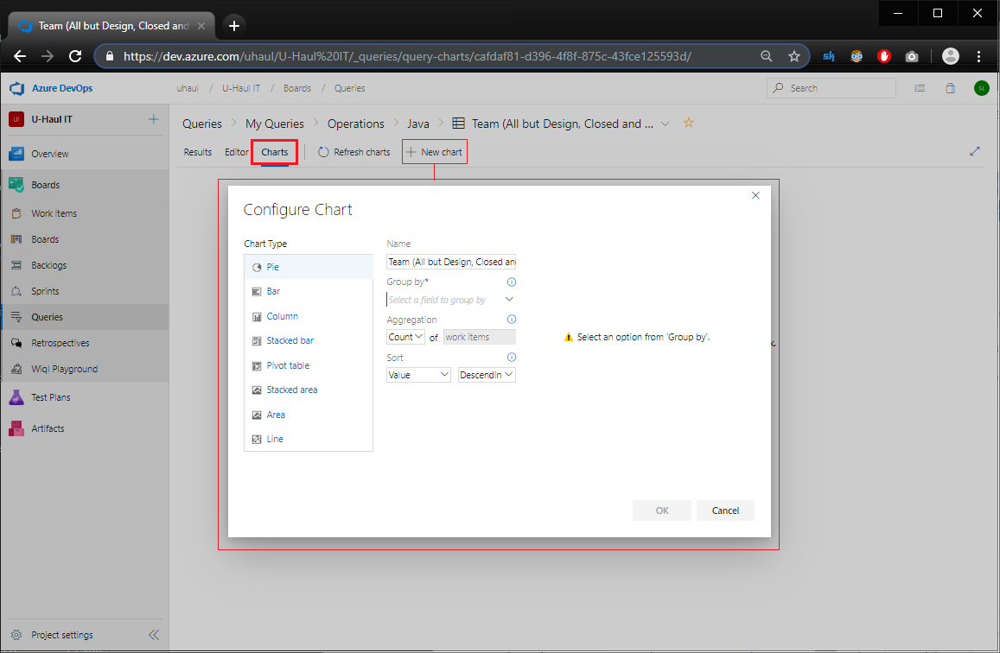 Team (All but Design, Closed and
https://dev.azure.com/uhaul/U-Haul%20IT/_queries/query-charts/cafdaf81-d396-4f8f-875c-43fce125593d/
sk
Azure DevOps
uhaul / U-Haul IT / Boards / Queries
Search
SL
UI U-Haul IT
Queries > My Queries > Operations > Java > Team (All but Design, Closed and ...
Results Editor Charts Refresh charts New chart
Overview
Boards
Work items
Boards
Backlogs
Sprints
Queries
Retrospectives
Wiql Playground
Test Plans
Artifacts
Project settings
Configure Chart
Chart Type
Pie
Bar
Column
Stacked bar
Pivot table
Stacked area
Area
Line
Name
Team (All but Design, Closed an
Group by*
Select a field to group by
Aggregation
Count of work items
Sort
Value Descendin
Select an option from 'Group by'.
OK Cancel